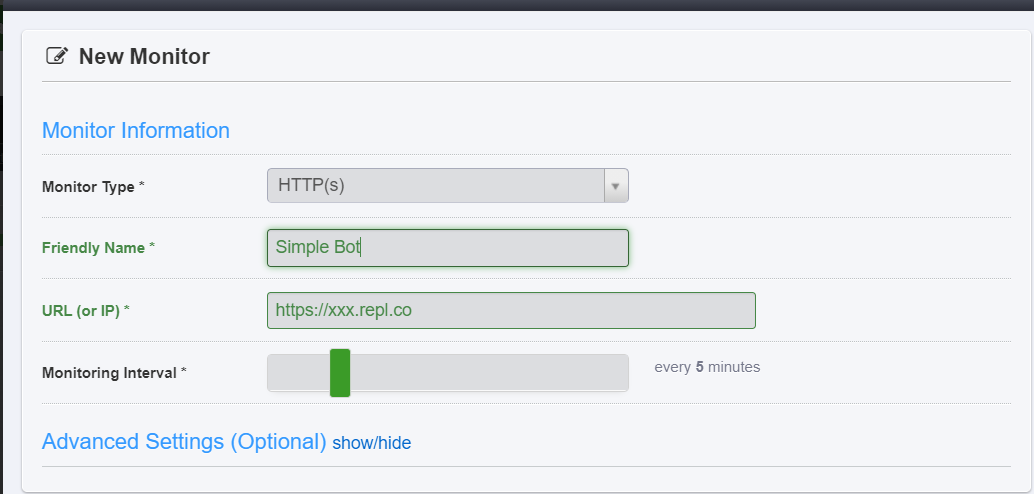 New Monitor
Monitor Information
Monitor Type *
HTTP(s)
Friendly Name *
Simple Bot
URL (or IP) *
https://xxx.repl.co
Monitoring Interval *
every 5 minutes
Advanced Settings (Optional) show/hide